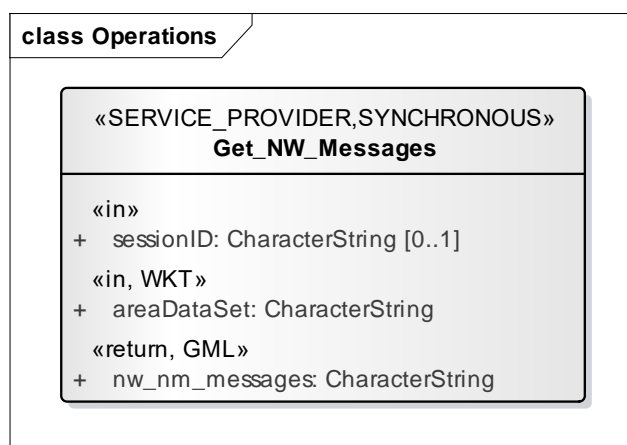 class Operations
«SERVICE_PROVIDER,SYNCHRONOUS»
Get_NW_Messages
«in»
+ sessionID: CharacterString [0..1]
«in, WKT»
+ areaDataSet: CharacterString
«return, GML»
+ nw_nm_messages: CharacterString